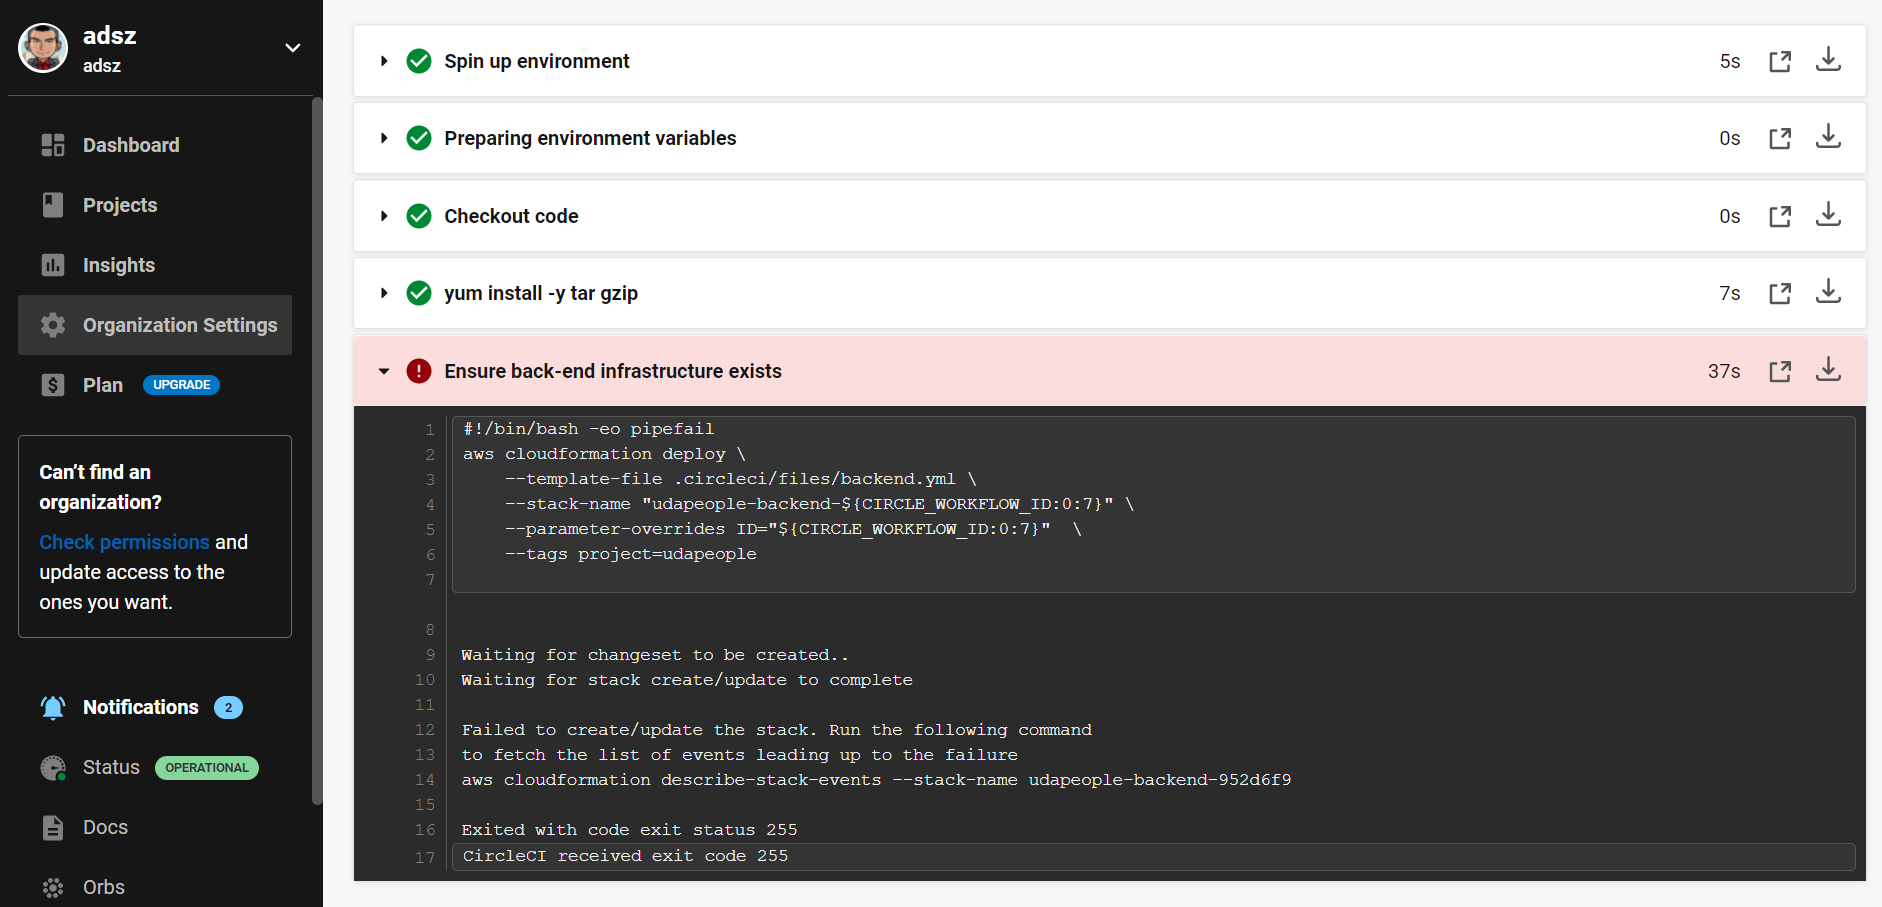 adsz
adsz
Dashboard
Projects
Insights
Organization Settings
Plan UPGRADE
Can't find an
organization?
Check permissions and
update access to the
ones you want.
Notifications 2
Status OPERATIONAL
Docs
Orbs
Spin up environment 5s
Preparing environment variables 0s
Checkout code 0s
yum install -y tar gzip 7s
Ensure back-end infrastructure exists 37s
1 #!/bin/bash -eo pipefail
2 aws cloudformation deploy \
3 --template-file .circleci/files/backend.yml \
4 --stack-name "udapeople-backend-${CIRCLE_WORKFLOW_ID:0:7}" \
5 --parameter-overrides ID="${CIRCLE_WORKFLOW_ID:0:7}"  \
6 --tags project=udapeople
7
8
9 Waiting for changeset to be created..
10 Waiting for stack create/update to complete
11
12 Failed to create/update the stack. Run the following command
13 to fetch the list of events leading up to the failure
14 aws cloudformation describe-stack-events --stack-name udapeople-backend-952d6f9
15
16 Exited with code exit status 255
17 CircleCI received exit code 255